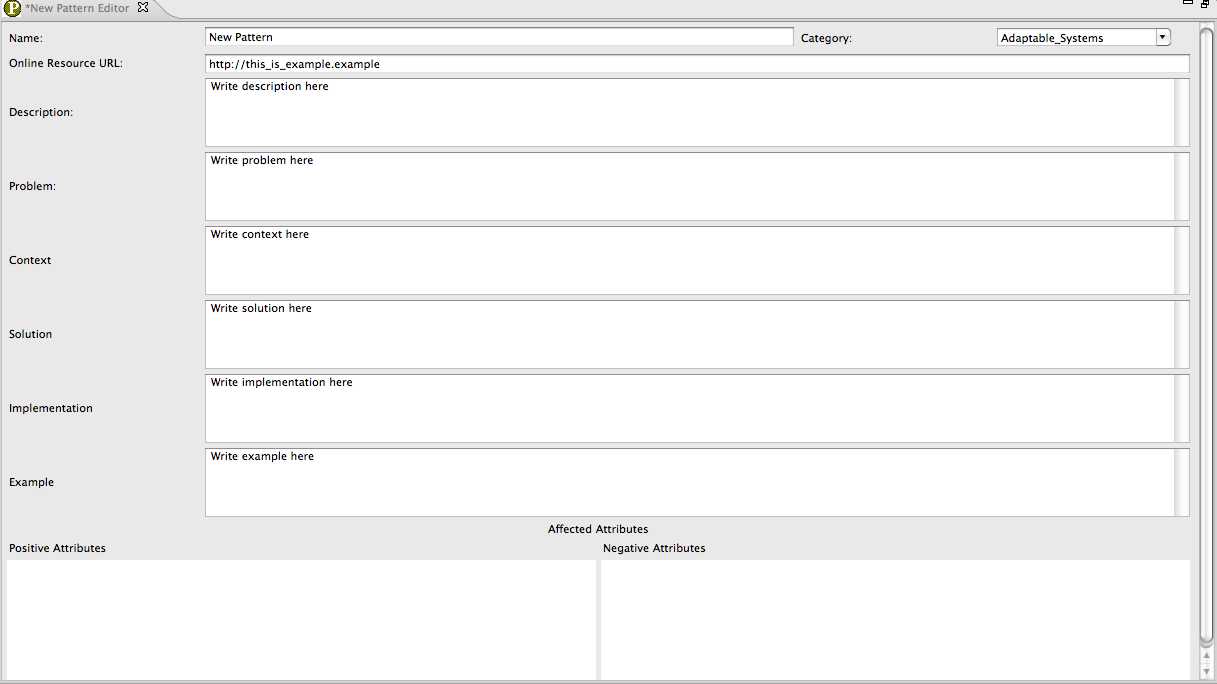 P *New Pattern Editor
Name: New Pattern Category: Adaptable_Systems
Online Resource URL: http://this_is_example.example
Write description here
Description:
Write problem here
Problem:
Write context here
Context
Write solution here
Solution
Write implementation here
Implementation
Write example here
Example
Affected Attributes
Positive Attributes Negative Attributes